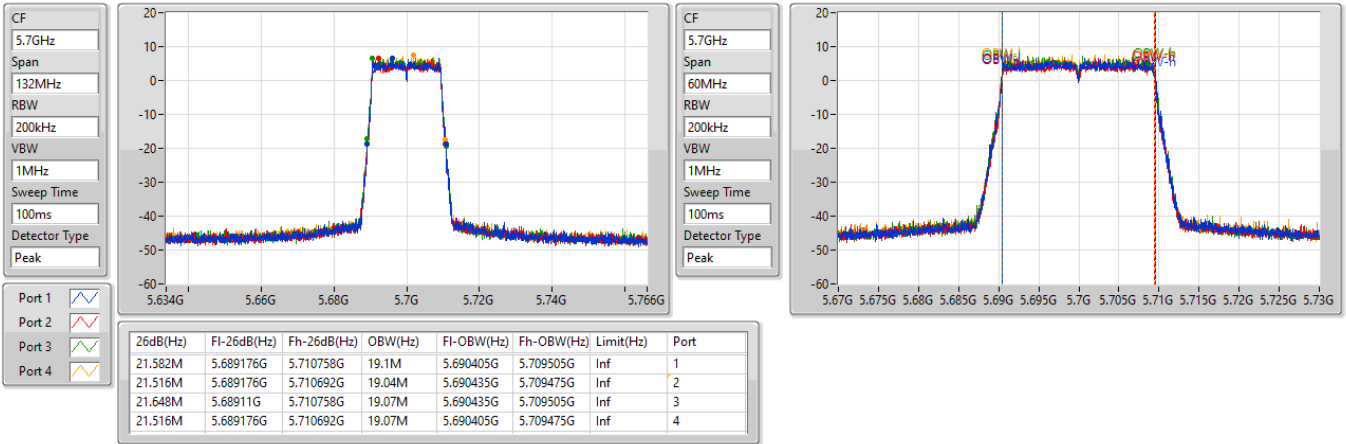 CF
5.7GHz
Span
132MHz
RBW
200kHz
VBW
1MHz
Sweep Time
100ms
Detector Type
Peak
Port 1
Port 2
Port 3
Port 4
20
10
0
-10
-20
-30
-40
-50
-60
5.634G 5.66G 5.68G 5.7G 5.72G 5.74G 5.766G
CF
5.7GHz
Span
60MHz
RBW
200kHz
VBW
1MHz
Sweep Time
100ms
Detector Type
Peak
20
10
0
-10
-20
-30
-40
-50
-60
OBW-h
5.67G 5.675G 5.68G 5.685G 5.69G 5.695G 5.7G 5.705G 5.71G 5.715G 5.72G 5.725G 5.73G
26dB(Hz) Fl-26dB(Hz) Fh-26dB(Hz) OBW(Hz) Fl-OBW(Hz) Fh-OBW(Hz) Limit(Hz) Port
21.582M 5.689176G 5.710758G 19.1M 5.690405G 5.709505G Inf 1
21.516M 5.689176G 5.710692G 19.04M 5.690435G 5.709475G Inf 2
21.648M 5.68911G 5.710758G 19.07M 5.690435G 5.709505G Inf 3
21.516M 5.689176G 5.710692G 19.07M 5.690405G 5.709475G Inf 4